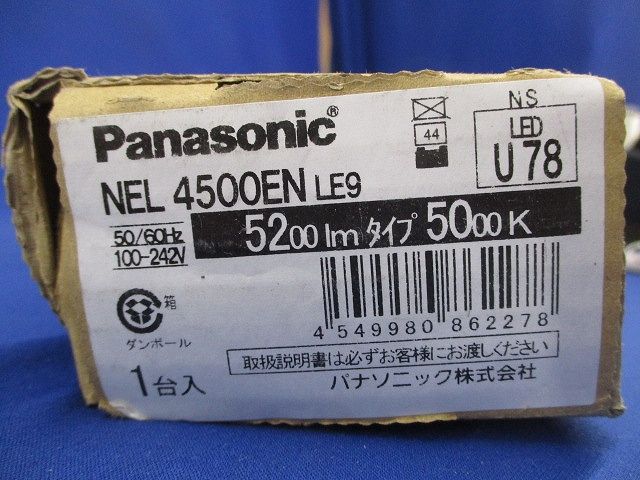 Panasonic®
NEL 4500EN LE9
44
NS
LED
U 78
50/60Hz
100-242V
5200 lm タイプ 5000 K
4 549980 862278
箱
ダンボール
取扱説明書は必ずお客様にお渡しください
1台入
パナソニック株式会社